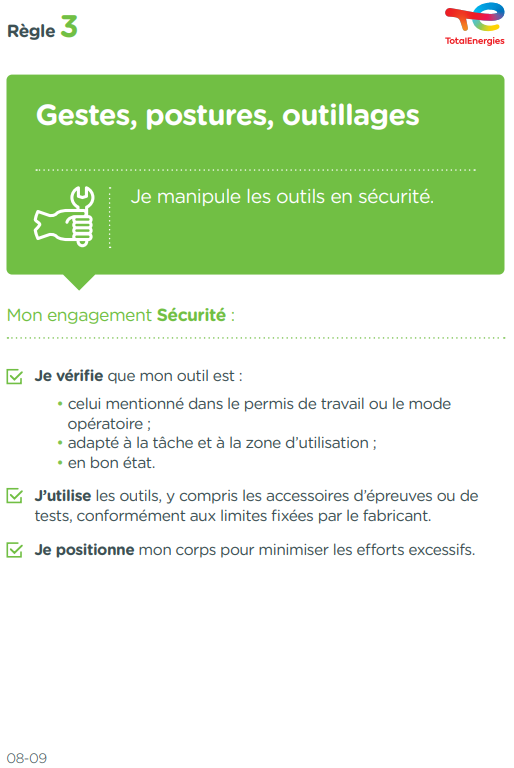 Règle 3
TotalEnergies
Gestes, postures, outillages
Je manipule les outils en sécurité.
Mon engagement Sécurité :
Je vérifie que mon outil est :
• celui mentionné dans le permis de travail ou le mode
opératoire ;
• adapté à la tâche et à la zone d’utilisation ;
• en bon état.
J’utilise les outils, y compris les accessoires d’épreuves ou de
tests, conformément aux limites fixées par le fabricant.
Je positionne mon corps pour minimiser les efforts excessifs.
08-09